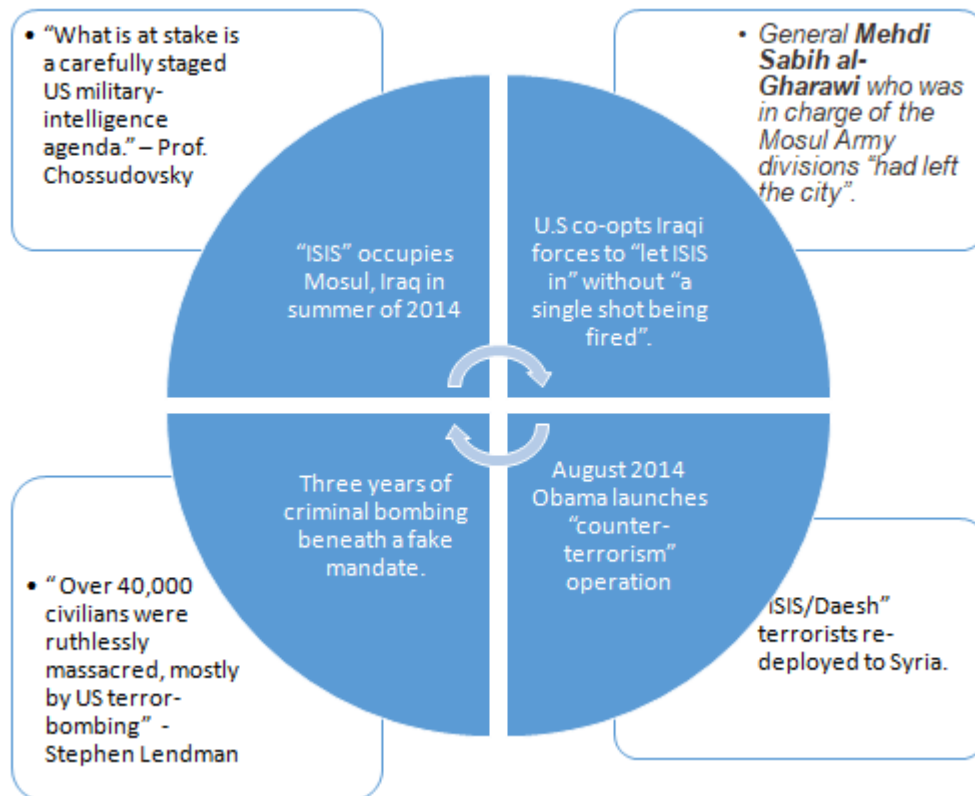 • “What is at stake is
a carefully staged
US military-
intelligence
agenda.” – Prof.
Chossudovsky
• General Mehdi
Sabih al-
Gharawi who was
in charge of the
Mosul Army
divisions “had left
the city”.
“ISIS” occupies
Mosul, Iraq in
summer of 2014
U.S co-opts Iraqi
forces to “let ISIS
in” without “a
single shot being
fired”.
Three years of
criminal bombing
beneath a fake
mandate.
August 2014
Obama launches
“counter-
terrorism”
operation
• “Over 40,000
civilians were
ruthlessly
massacred, mostly
by US terror-
bombing” -
Stephen Lendman
“ISIS/Daesh”
terrorists re-
deployed to Syria.